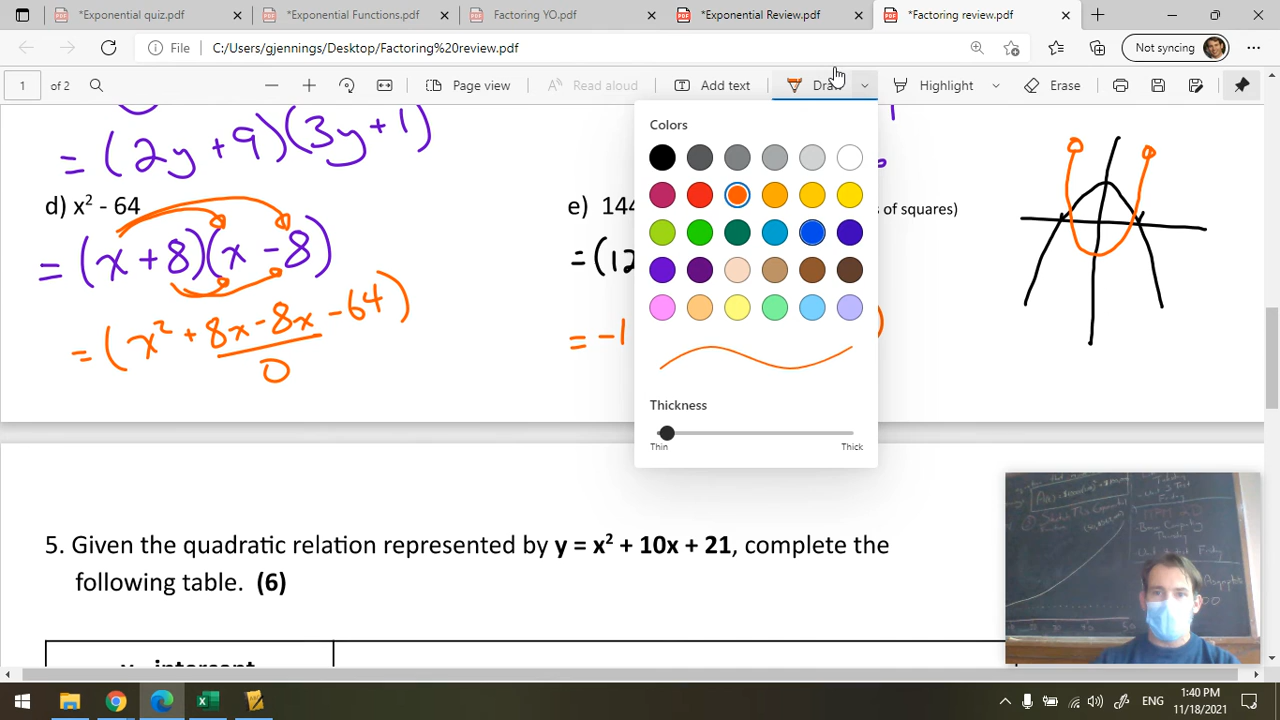 *Exponential quiz.pdf *Exponential Functions.pdf Factoring YO.pdf *Exponential Review.pdf *Factoring review.pdf
File C:/Users/gjennings/Desktop/Factoring%20review.pdf Not syncing
1 of 2 Page view Read aloud Add text Draw Highlight Erase
= (2y + 9)(3y + 1)
Colors
d) x² - 64
e) 144 s of squares)
= (x + 8)(x - 8)
= (12
= (x² + 8x - 8x - 64)
0
= -1 )
Thickness
Thin Thick
5. Given the quadratic relation represented by y = x² + 10x + 21, complete the
following table. (6)
y - intercept
ENG
1:40 PM
11/18/2021